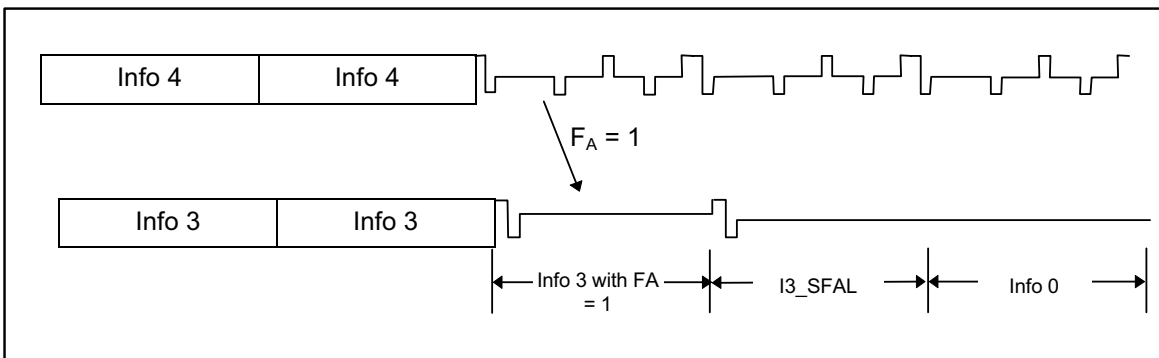 Info 4 Info 4
F_A = 1
Info 3 Info 3
Info 3 with FA
= 1
I3_SFAL
Info 0